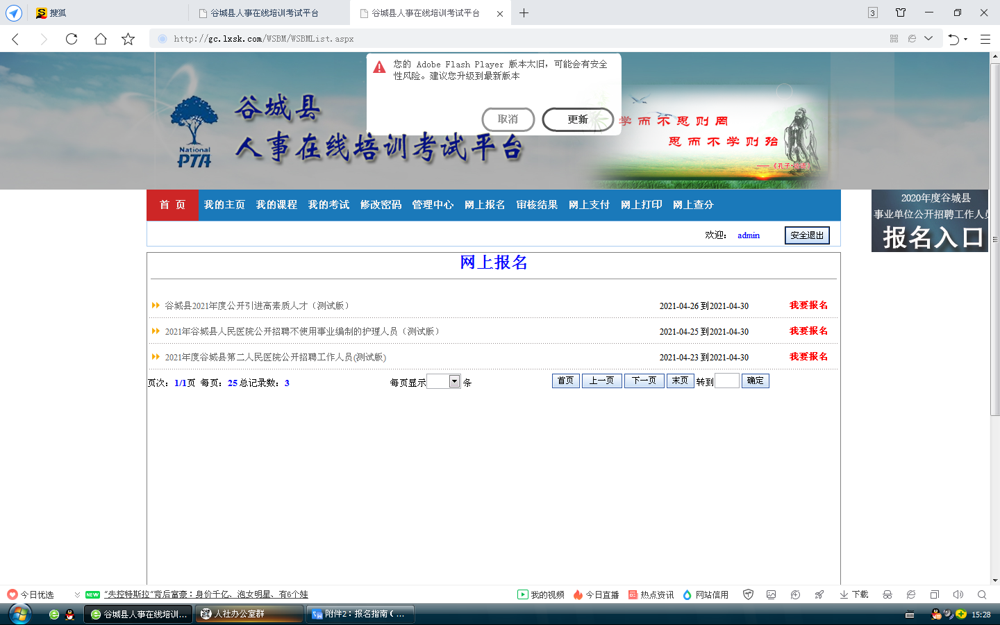 搜狐
谷城县人事在线培训考试平台
谷城县人事在线培训考试平台
3
http://gc.lxsk.com/WSBM/WSBMList.aspx
您的 Adobe Flash Player 版本太旧，可能会有安全
性风险。建议您升级到最新版本
取消
更新
谷城县
人事在线培训考试平台
National
PTA
学而不思则罔
思而不学则殆
首 页 我的主页 我的课程 我的考试 修改密码 管理中心 网上报名 审核结果 网上支付 网上打印 网上查分
2020年度谷城县
事业单位公开招聘工作人员
报名入口
欢迎： admin 安全退出
网上报名
谷城县2021年度公开引进高素质人才（测试版） 2021-04-26 到2021-04-30 我要报名
2021年谷城县人民医院公开招聘不使用事业编制的护理人员（测试版） 2021-04-25 到2021-04-30 我要报名
2021年度谷城县第二人民医院公开招聘工作人员(测试版) 2021-04-23 到2021-04-30 我要报名
页次：1/1页 每页：25 总记录数：3 每页显示 条 首页 上一页 下一页 末页 转到 确定
今日优选 NEW “失控特斯拉”背后富豪：身价千亿、泡女明星、有6个娃 我的视频 今日直播 热点资讯 网站信用 下载
谷城县人事在线培训... 人社办公室群 附件2：报名指南（... 15:28